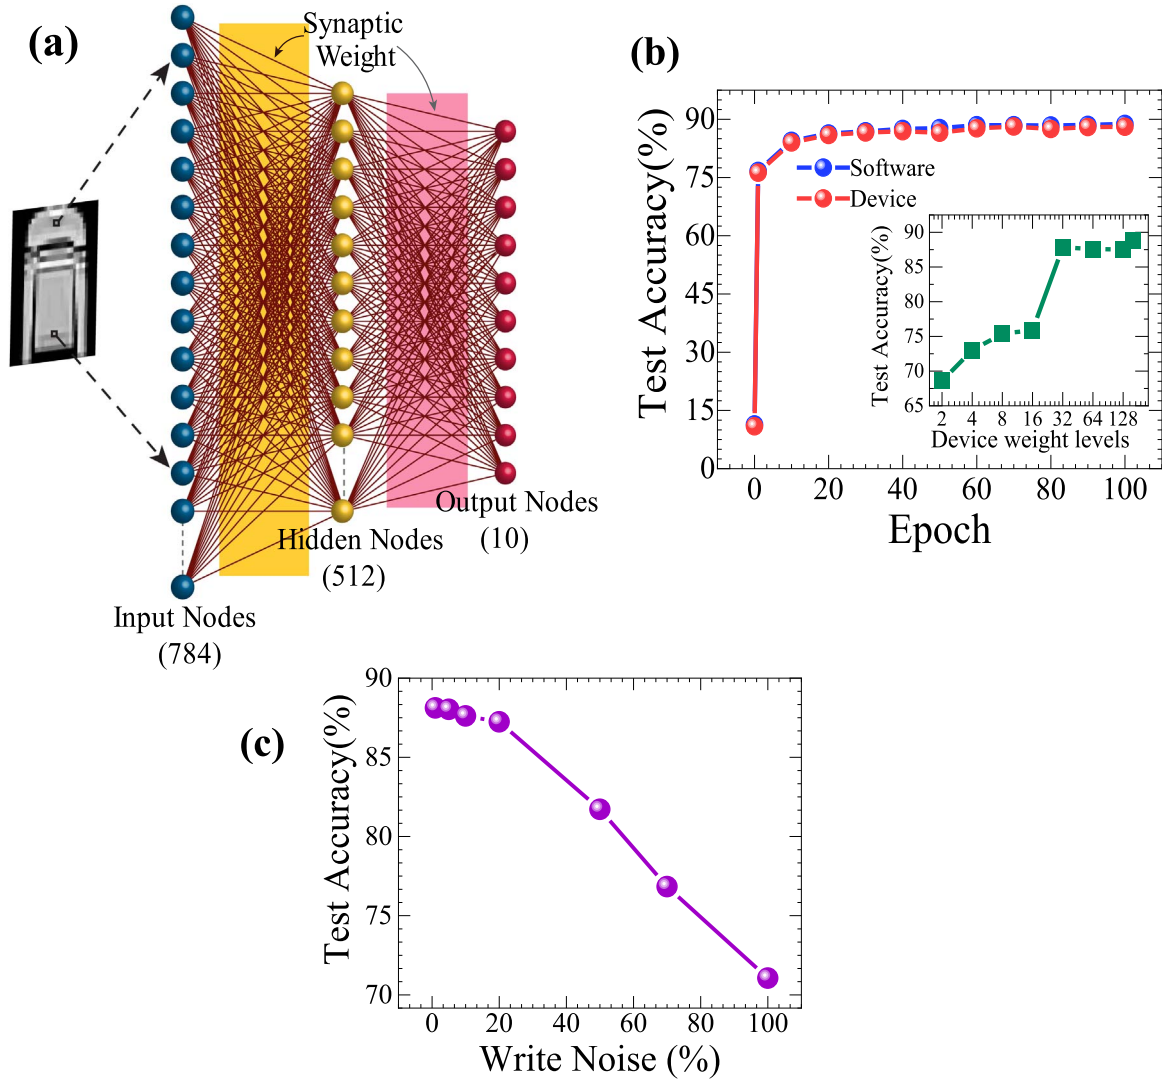 (a)
Synaptic
Weight
Output Nodes
(10)
Hidden Nodes
(512)
Input Nodes
(784)
(b)
Test Accuracy(%)
90
75
60
45
30
15
0
Software
Device
Test Accuracy(%)
90
85
80
75
70
65
2 4 8 16 32 64 128
Device weight levels
0 20 40 60 80 100
Epoch
(c)
Test Accuracy(%)
90
85
80
75
70
0 20 40 60 80 100
Write Noise (%)